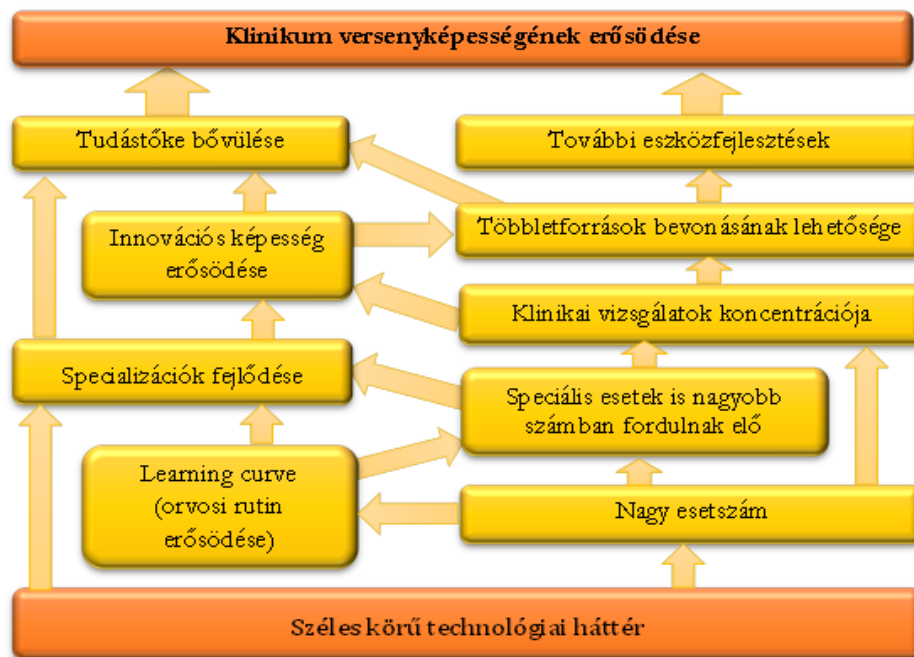 Klinikum versenyképességének erősödése
Tudástőke bővülése
További eszközfejlesztések
Innovációs képesség
erősödése
Többletforrások bevonásának lehetősége
Klinikai vizsgálatok koncentrációja
Specializációk fejlődése
Speciális esetek is nagyobb
számban fordulnak elő
Learning curve
(orvosi rutin
erősödése)
Nagy esetszám
Széles körű technológiai háttér